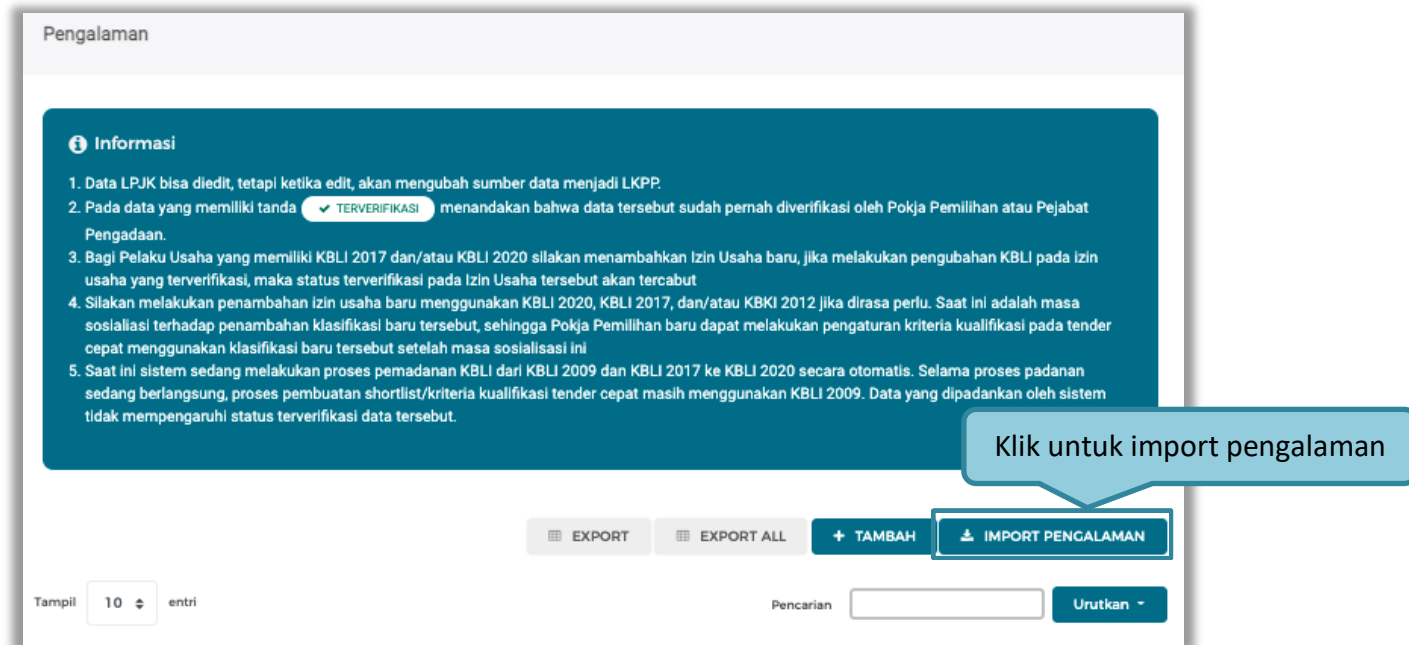 Pengalaman
Informasi
1. Data LPJK bisa diedit, tetapi ketika edit, akan mengubah sumber data menjadi LKPP.
2. Pada data yang memiliki tanda TERVERIFIKASI menandakan bahwa data tersebut sudah pernah diverifikasi oleh Pokja Pemilihan atau Pejabat
Pengadaan.
3. Bagi Pelaku Usaha yang memiliki KBLI 2017 dan/atau KBLI 2020 silakan menambahkan Izin Usaha baru, jika melakukan pengubahan KBLI pada izin
usaha yang terverifikasi, maka status terverifikasi pada Izin Usaha tersebut akan tercabut
4. Silakan melakukan penambahan izin usaha baru menggunakan KBLI 2020, KBLI 2017, dan/atau KBKI 2012 jika dirasa perlu. Saat ini adalah masa
sosialiasi terhadap penambahan klasifikasi baru tersebut, sehingga Pokja Pemilihan baru dapat melakukan pengaturan kriteria kualifikasi pada tender
cepat menggunakan klasifikasi baru tersebut setelah masa sosialisasi ini
5. Saat ini sistem sedang melakukan proses pemadanan KBLI dari KBLI 2009 dan KBLI 2017 ke KBLI 2020 secara otomatis. Selama proses padanan
sedang berlangsung, proses pembuatan shortlist/kriteria kualifikasi tender cepat masih menggunakan KBLI 2009. Data yang dipadankan oleh sistem
tidak mempengaruhi status terverifikasi data tersebut.
Klik untuk import pengalaman
EXPORT EXPORT ALL + TAMBAH IMPORT PENGALAMAN
Tampil 10 entri Pencarian Urutkan